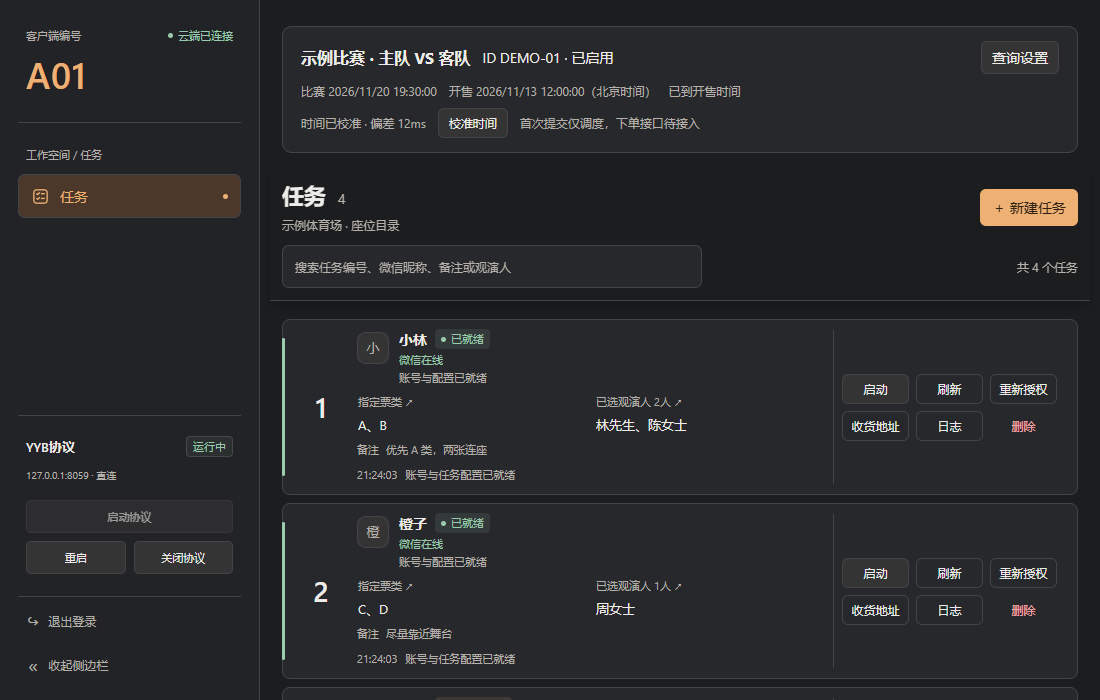 客户端编号
云端已连接
A01
工作空间 / 任务
任务
YYB协议
运行中
127.0.0.1:8059 · 直连
启动协议
重启
关闭协议
退出登录
收起侧边栏
示例比赛 · 主队 VS 客队 ID DEMO-01 · 已启用
查询设置
比赛 2026/11/20 19:30:00 开售 2026/11/13 12:00:00（北京时间） 已到开售时间
时间已校准 · 偏差 12ms 校准时间 首次提交仅调度，下单接口待接入
任务 4
+ 新建任务
示例体育场 · 座位目录
搜索任务编号、微信昵称、备注或观演人
共 4 个任务
1
小
小林 已就绪
微信在线
账号与配置已就绪
指定票类 ↗
已选观演人 2人 ↗
A、B
林先生、陈女士
备注 优先 A 类，两张连座
21:24:03 账号与任务配置已就绪
启动 刷新 重新授权
收货地址 日志 删除
2
橙
橙子 已就绪
微信在线
账号与配置已就绪
指定票类 ↗
已选观演人 1人 ↗
C、D
周女士
备注 尽量靠近舞台
21:24:03 账号与任务配置已就绪
启动 刷新 重新授权
收货地址 日志 删除